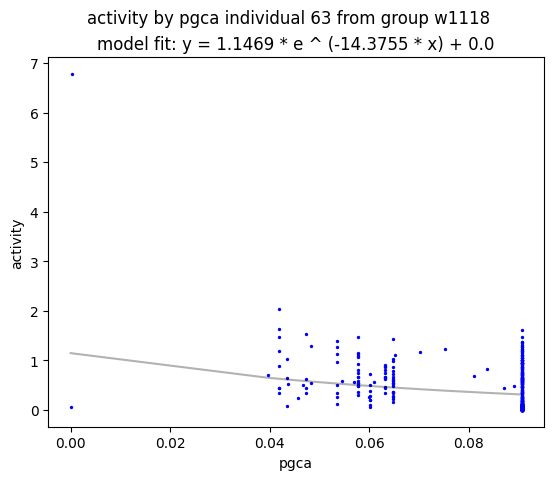 activity by pgca individual 63 from group w1118
model fit: y = 1.1469 * e ^ (-14.3755 * x) + 0.0
7
6
5
4
3
2
1
0
activity
0.00 0.02 0.04 0.06 0.08
pgca